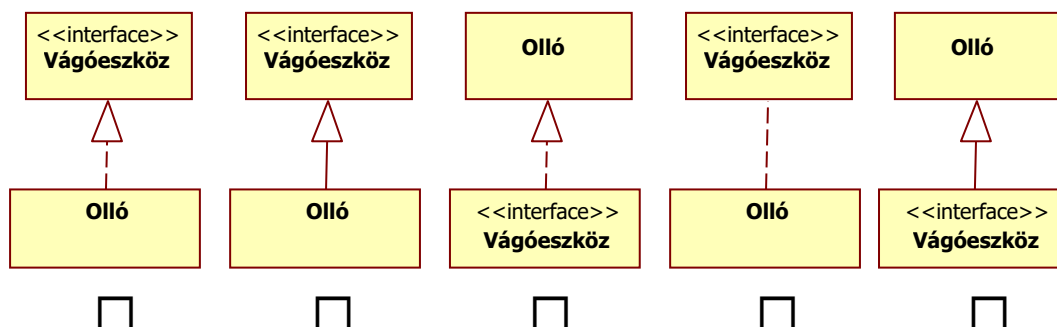 <<interface>>
Vágóeszköz
<<interface>>
Vágóeszköz
Olló
<<interface>>
Vágóeszköz
Olló
Olló
Olló
<<interface>>
Vágóeszköz
Olló
<<interface>>
Vágóeszköz